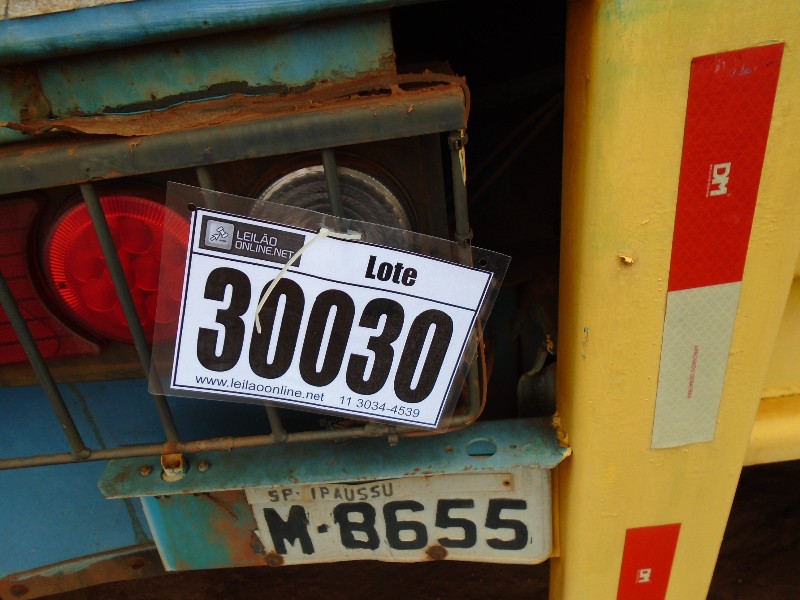 LEILÃO
ONLINE.NET
Lote
30030
www.leilaoonline.net 11 3034-4539
SP. IPAUSSU
M-8655
DM
DM